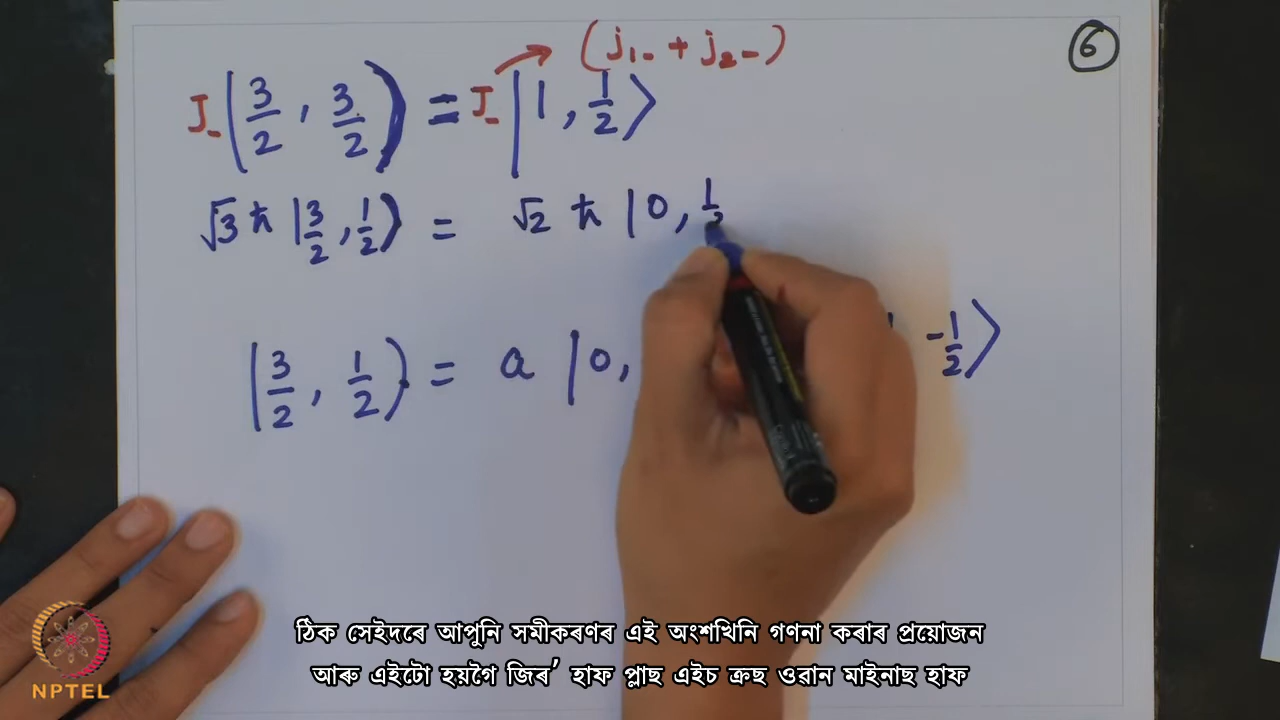 (j₁₋ + j₂₋)
⑥
J₋ |3/2, 3/2) = J₋ |1, 1/2⟩
√3 ħ |3/2, 1/2) = √2 ħ |0, 1/2
|3/2, 1/2) = a |0, -1/2⟩
ঠিক সেইদৰে আপুনি সমীকৰণৰ এই অংশখিনি গণনা কৰাৰ প্ৰয়োজন
আৰু এইটো হয়গৈ জিৰ’ হাফ প্লাছ এইচ ক্ৰছ ওৱান মাইনাছ হাফ
NPTEL